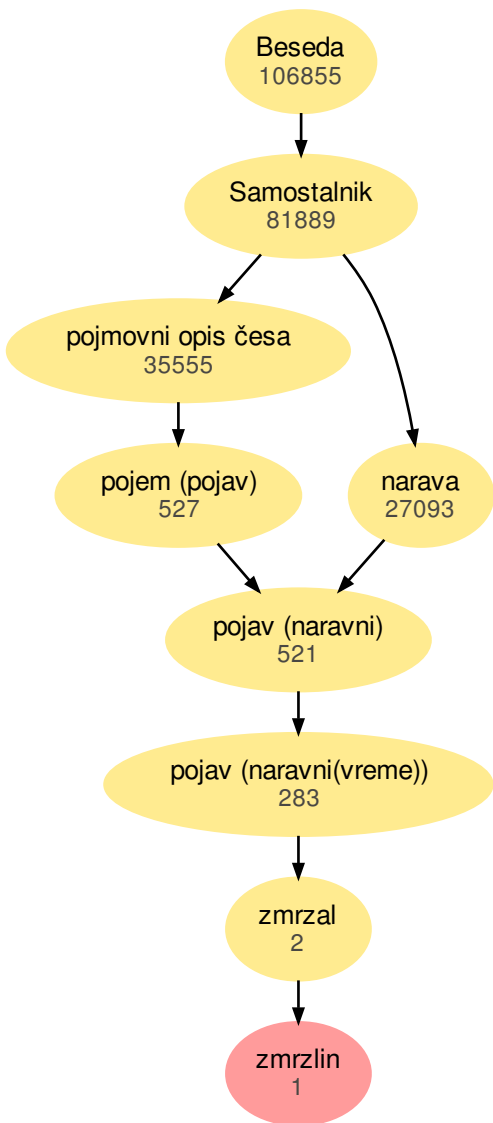 Beseda
106855
Samostalnik
81889
pojmovni opis česa
35555
pojem (pojav)
527
narava
27093
pojav (naravni)
521
pojav (naravni(vreme))
283
zmrzal
2
zmrzlin
1